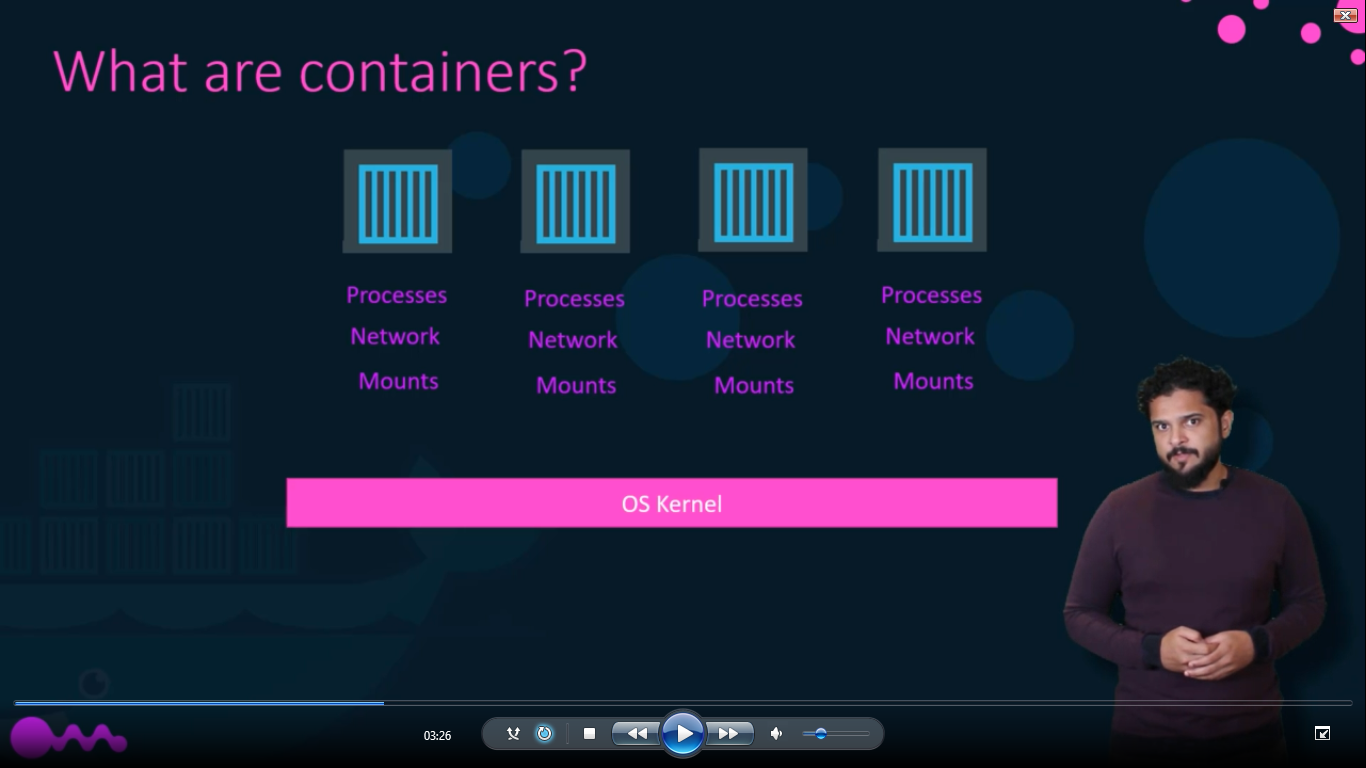 What are containers?
Processes Processes Processes Processes
Network Network Network Network
Mounts Mounts Mounts Mounts
OS Kernel
03:26